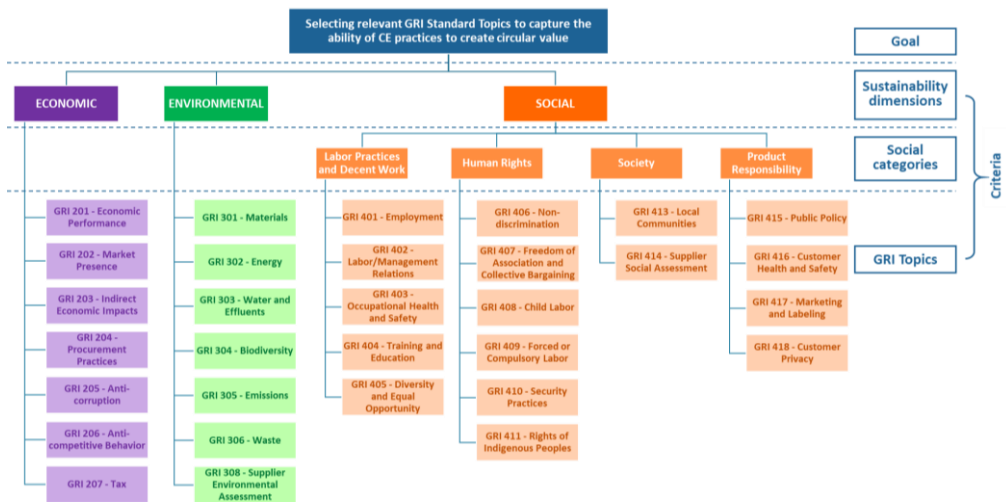 Selecting relevant GRI Standard Topics to capture the
ability of CE practices to create circular value
Goal
ECONOMIC
ENVIRONMENTAL
SOCIAL
Sustainability
dimensions
Labor Practices
and Decent Work
Human Rights
Society
Product
Responsibility
Social
categories
Criteria
GRI 201 - Economic
Performance
GRI 202 - Market
Presence
GRI 203 - Indirect
Economic Impacts
GRI 204 -
Procurement
Practices
GRI 205 - Anti-
corruption
GRI 206 - Anti-
competitive Behavior
GRI 207 - Tax
GRI 301 - Materials
GRI 302 - Energy
GRI 303 - Water and
Effluents
GRI 304 - Biodiversity
GRI 305 - Emissions
GRI 306 - Waste
GRI 308 - Supplier
Environmental
Assessment
GRI 401 - Employment
GRI 402 -
Labor/Management
Relations
GRI 403 -
Occupational Health
and Safety
GRI 404 - Training and
Education
GRI 405 - Diversity
and Equal
Opportunity
GRI 406 - Non-
discrimination
GRI 407 - Freedom of
Association and
Collective Bargaining
GRI 408 - Child Labor
GRI 409 - Forced or
Compulsory Labor
GRI 410 - Security
Practices
GRI 411 - Rights of
Indigenous Peoples
GRI 413 - Local
Communities
GRI 414 - Supplier
Social Assessment
GRI 415 - Public Policy
GRI 416 - Customer
Health and Safety
GRI 417 - Marketing
and Labeling
GRI 418 - Customer
Privacy
GRI Topics